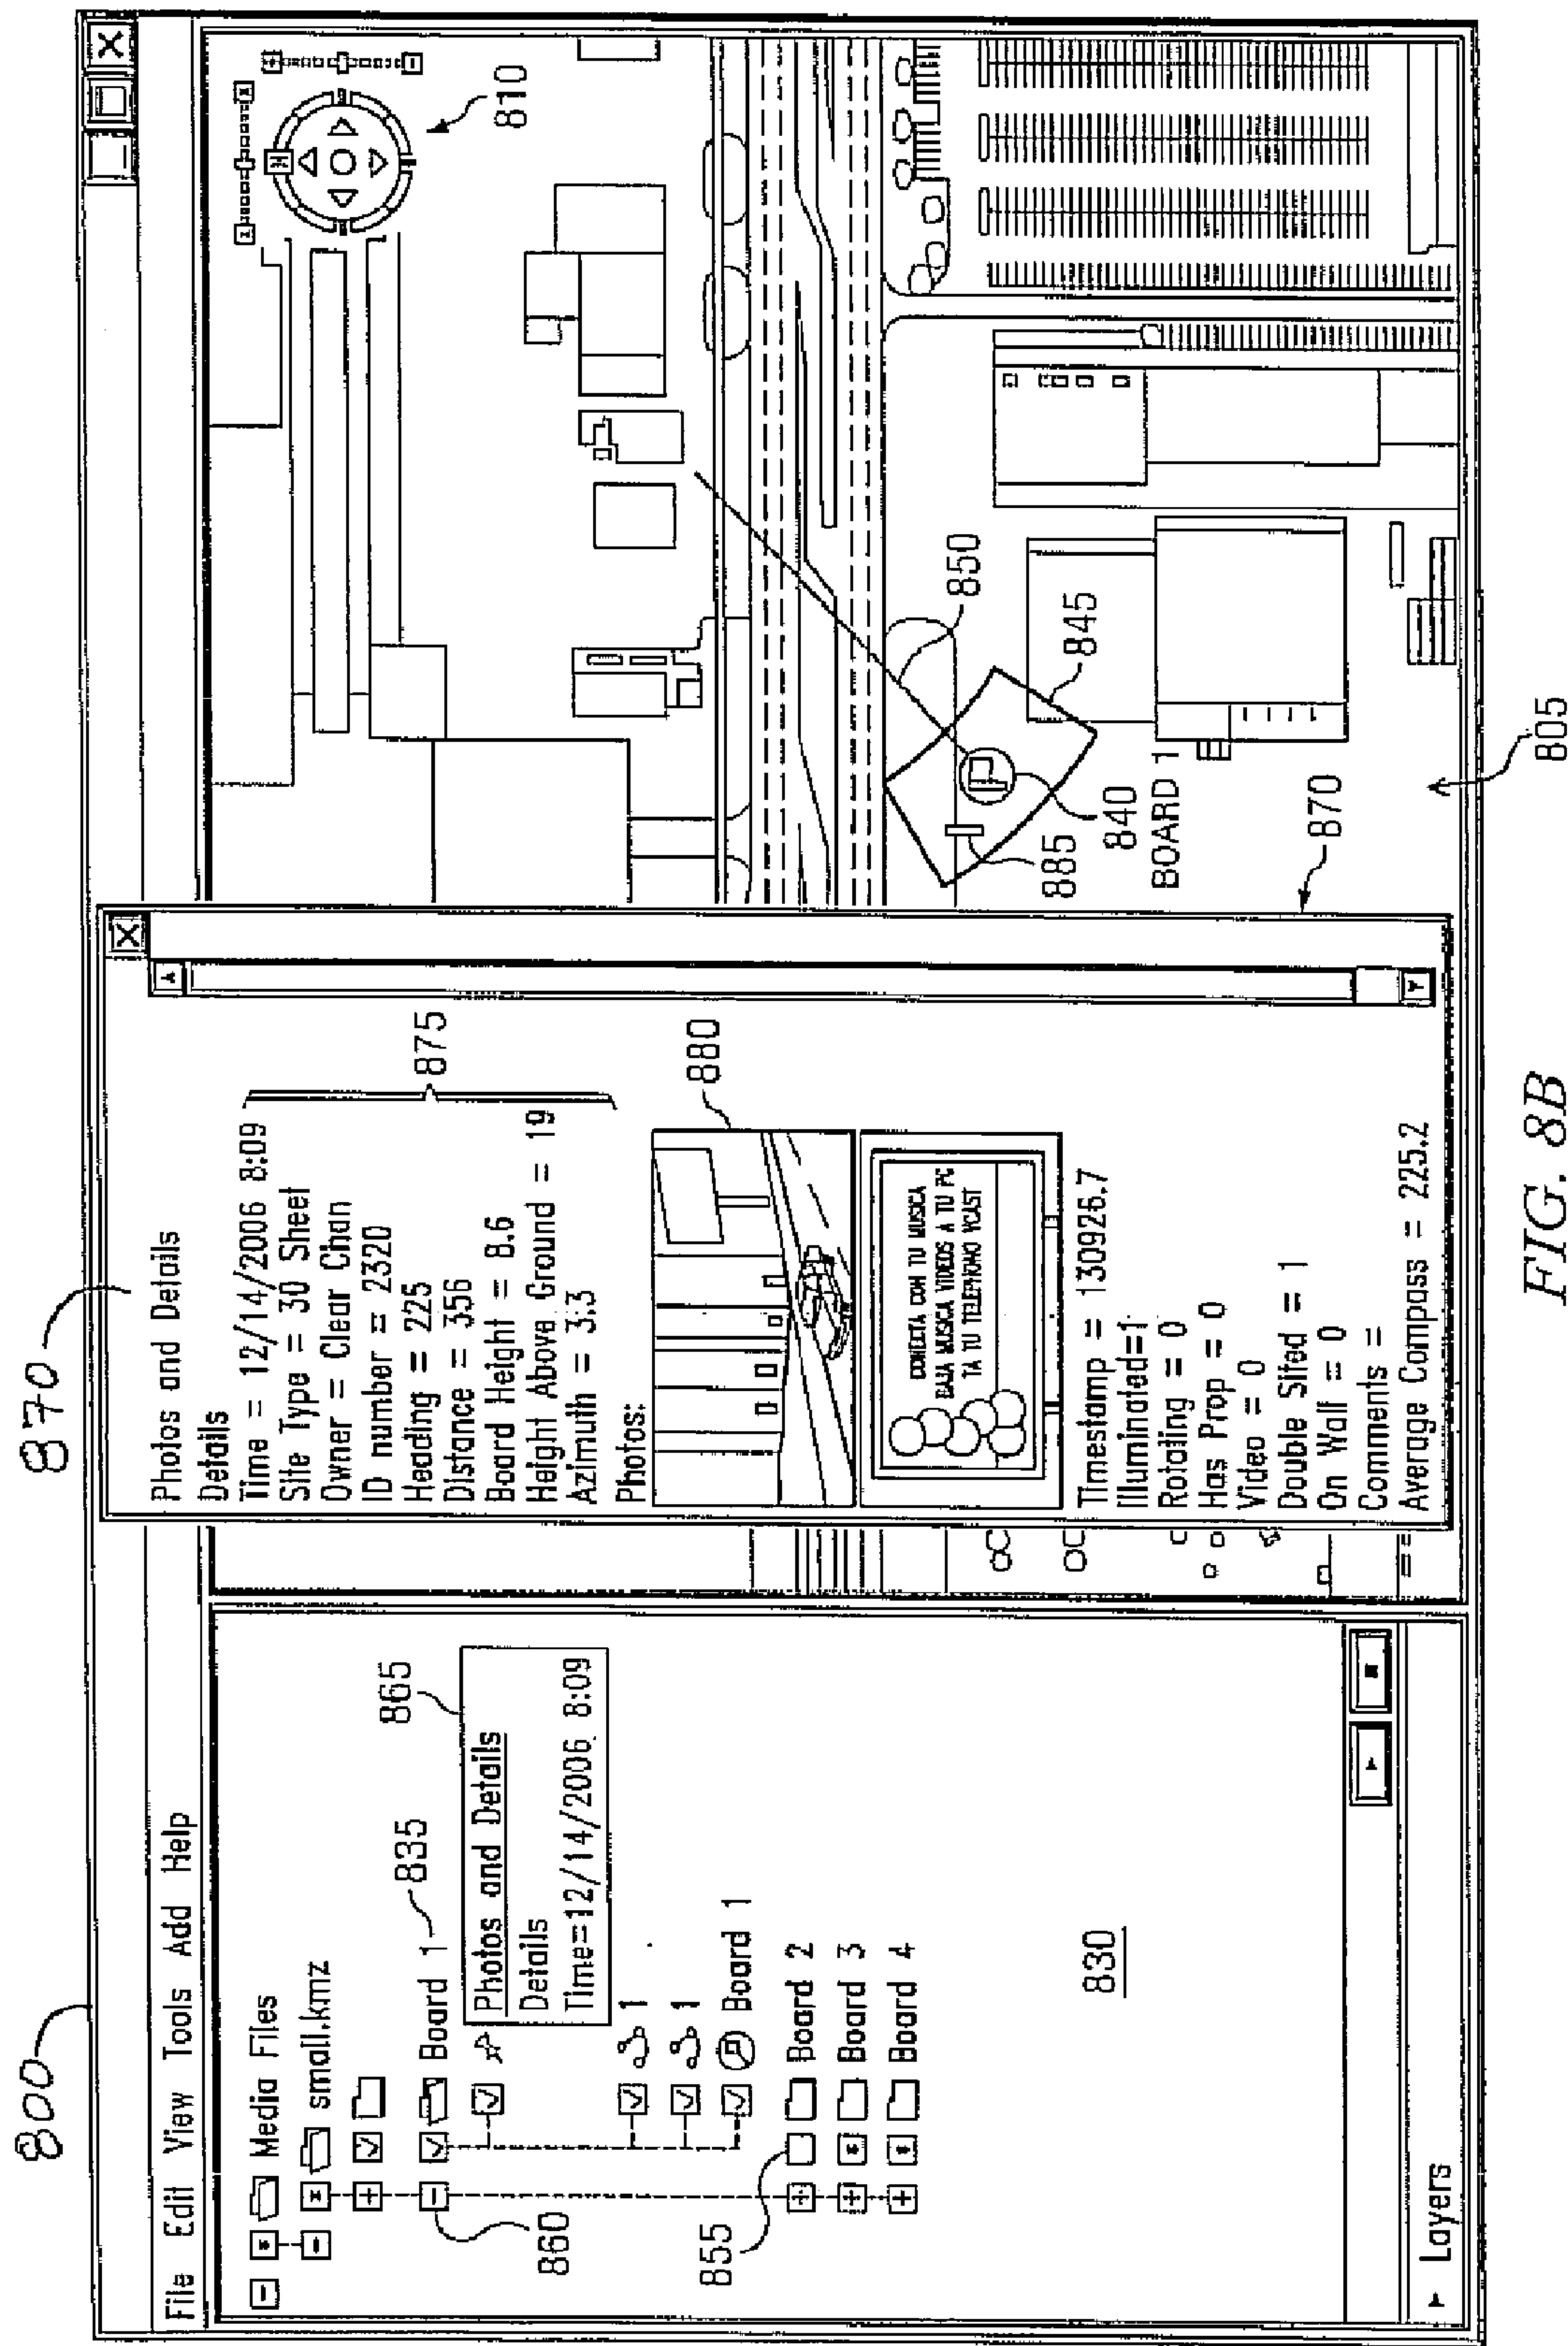 800
870
File Edit View Tools Add Help
Media Files
small.kmz
Board 1
835
865
Photos and Details
Details
Time=12/14/2006 8:09
860
1
1
Board 1
855
Board 2
Board 3
Board 4
830
Layers
Photos and Details
Details
Time = 12/14/2006 8:09
Site Type = 30 Sheet
Owner = Clear Chan
ID number = 2320
Heading = 225
Distance = 356
Board Height = 8.6
Height Above Ground = 19
Azimuth = 3.3
875
Photos:
880
CONECTA CON TU MUSICA
BAJA MUSICA VIDEOS A TU PC
TA TU TELEFONO VCAST
Timestamp = 130926.7
Illuminated=1
Rotating = 0
Has Prop = 0
Video = 0
Double Sited = 1
On Wall = 0
Comments =
Average Compass = 225.2
810
850
845
885
840
BOARD 1
870
805
FIG. 8B